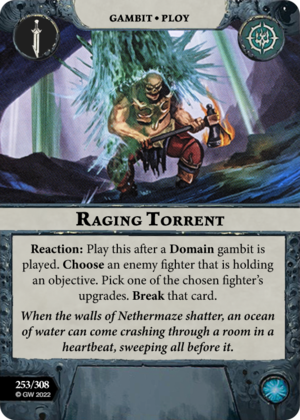 GAMBIT • PLOY
RAGING TORRENT
Reaction: Play this after a Domain gambit is
played. Choose an enemy fighter that is holding
an objective. Pick one of the chosen fighter's
upgrades. Break that card.
When the walls of Nethermaze shatter, an ocean
of water can come crashing through a room in a
heartbeat, sweeping all before it.
253/308
© GW 2022